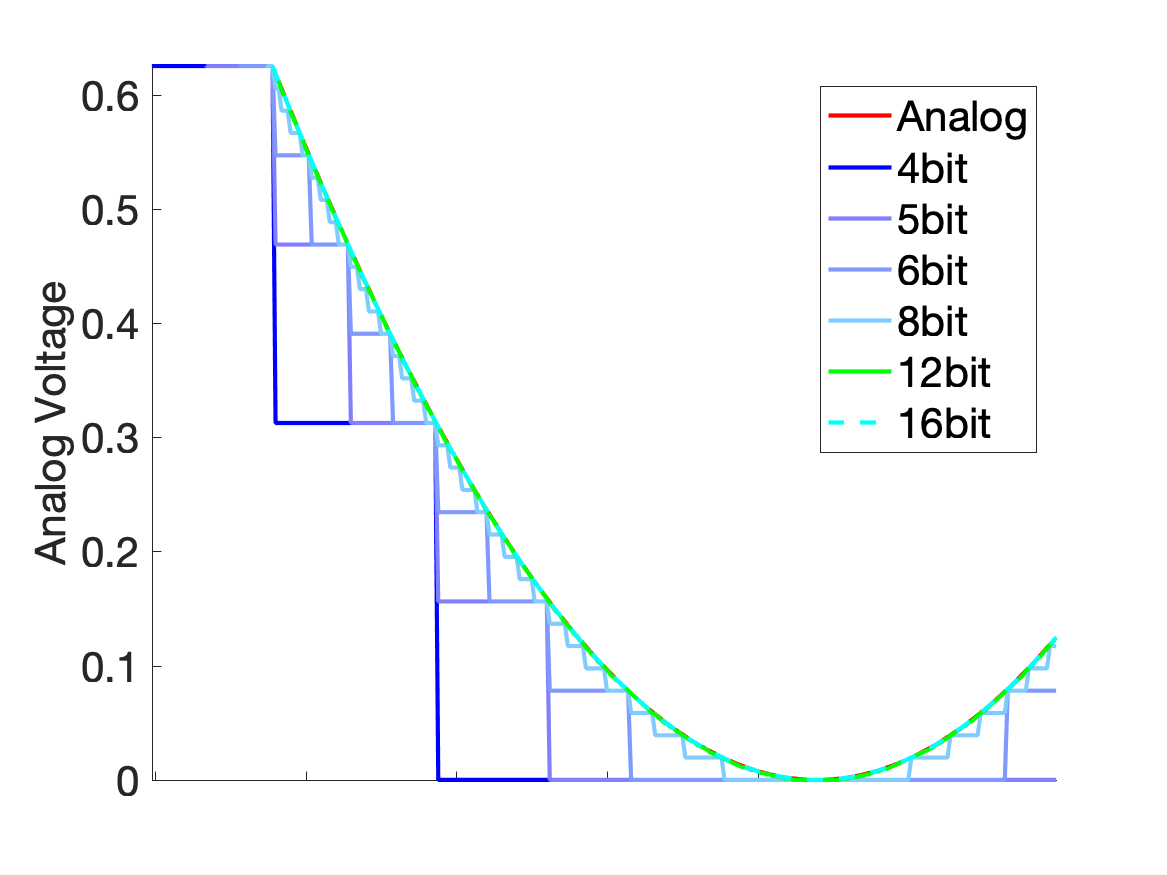 0.6
0.5
0.4
0.3
0.2
0.1
0
Analog Voltage
Analog
4bit
5bit
6bit
8bit
12bit
16bit